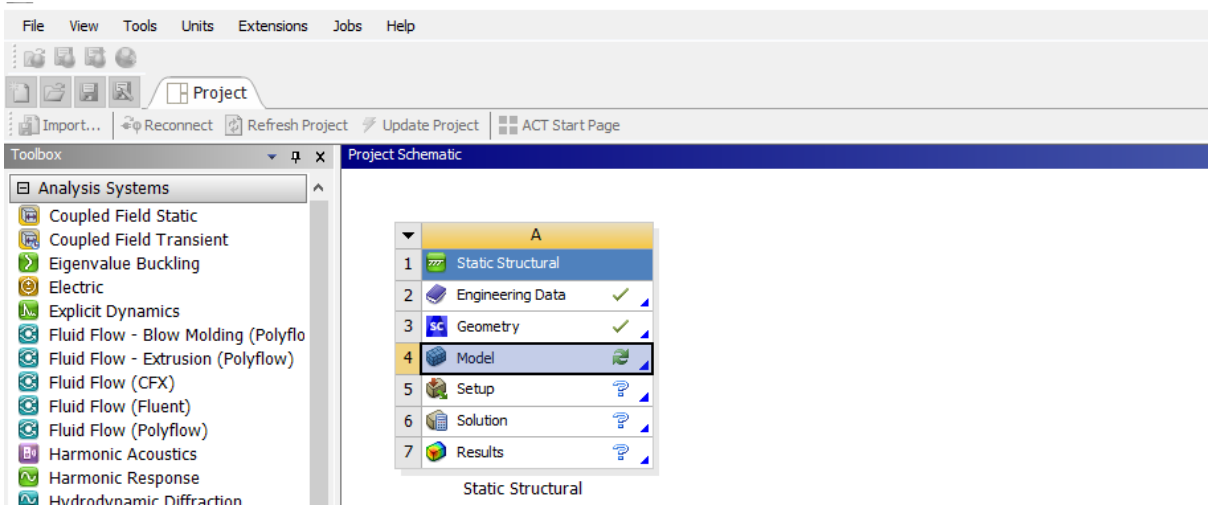 File View Tools Units Extensions Jobs Help
Project
Import... Reconnect Refresh Project Update Project ACT Start Page
Toolbox
Project Schematic
Analysis Systems
Coupled Field Static
Coupled Field Transient
Eigenvalue Buckling
Electric
Explicit Dynamics
Fluid Flow - Blow Molding (Polyflo
Fluid Flow - Extrusion (Polyflow)
Fluid Flow (CFX)
Fluid Flow (Fluent)
Fluid Flow (Polyflow)
Harmonic Acoustics
Harmonic Response
Hydrodynamic Diffraction
A
1 Static Structural
2 Engineering Data
3 SC Geometry
4 Model
5 Setup
6 Solution
7 Results
Static Structural